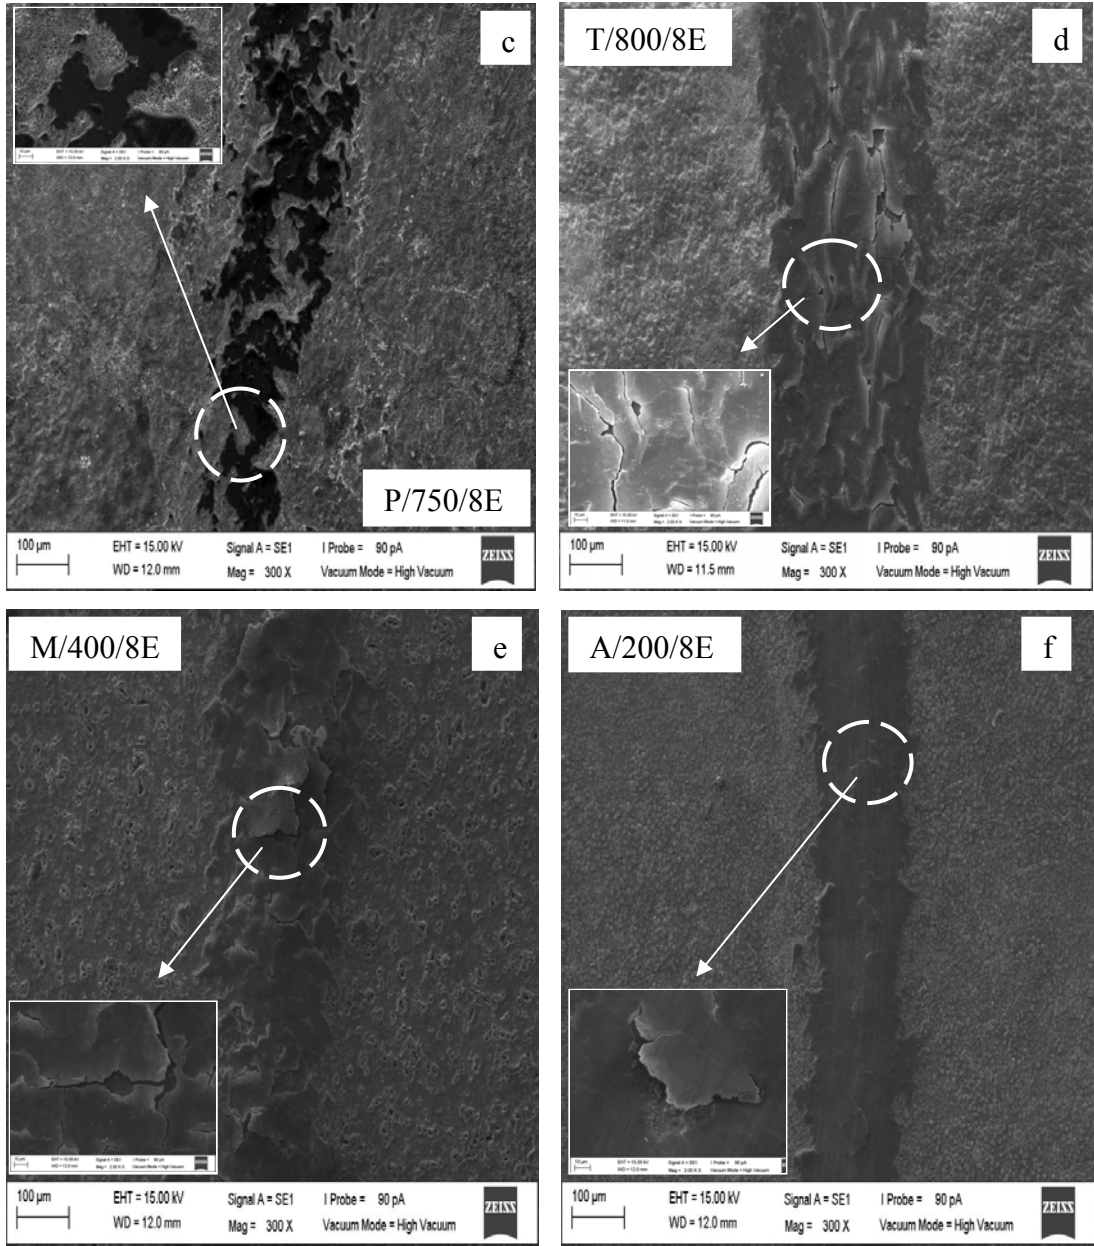 c
T/800/8E
d
P/750/8E
100 µm
EHT = 15.00 kV
Signal A = SE1
I Probe = 90 pA
WD = 12.0 mm
Mag = 300 X
Vacuum Mode = High Vacuum
ZEISS
100 µm
EHT = 15.00 kV
Signal A = SE1
I Probe = 90 pA
WD = 11.5 mm
Mag = 300 X
Vacuum Mode = High Vacuum
ZEISS
M/400/8E
e
A/200/8E
f
100 µm
EHT = 15.00 kV
Signal A = SE1
I Probe = 90 pA
WD = 12.0 mm
Mag = 300 X
Vacuum Mode = High Vacuum
ZEISS
100 µm
EHT = 15.00 kV
Signal A = SE1
I Probe = 90 pA
WD = 12.0 mm
Mag = 300 X
Vacuum Mode = High Vacuum
ZEISS